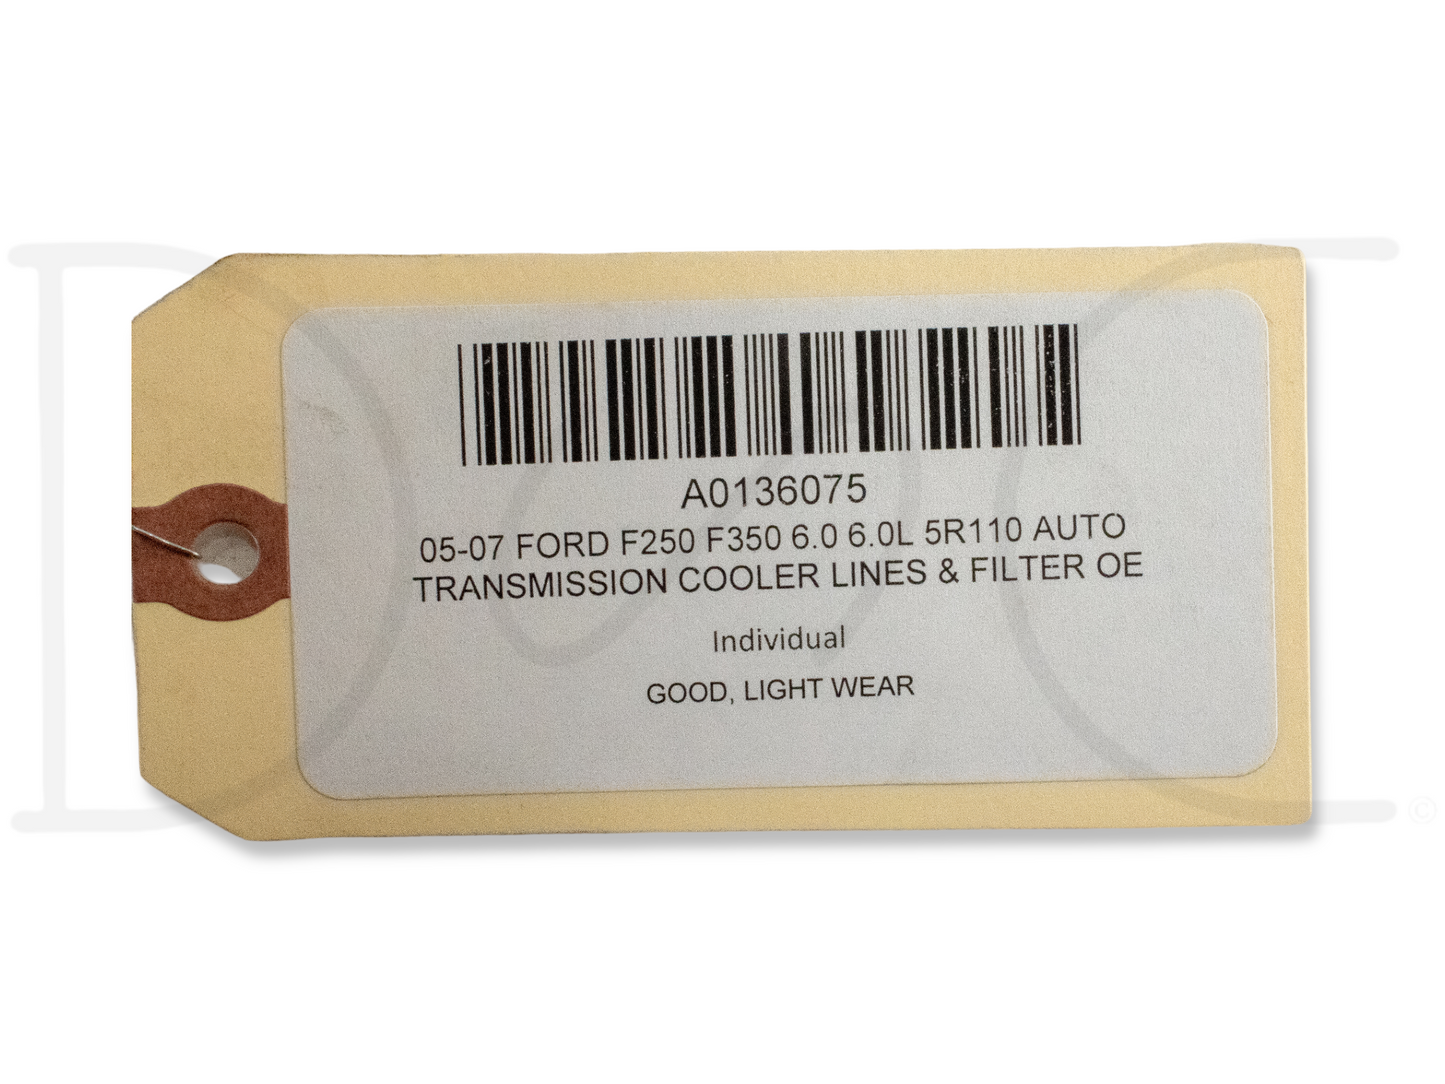 A0136075
05-07 FORD F250 F350 6.0 6.0L 5R110 AUTO
TRANSMISSION COOLER LINES & FILTER OE
Individual
GOOD, LIGHT WEAR
©